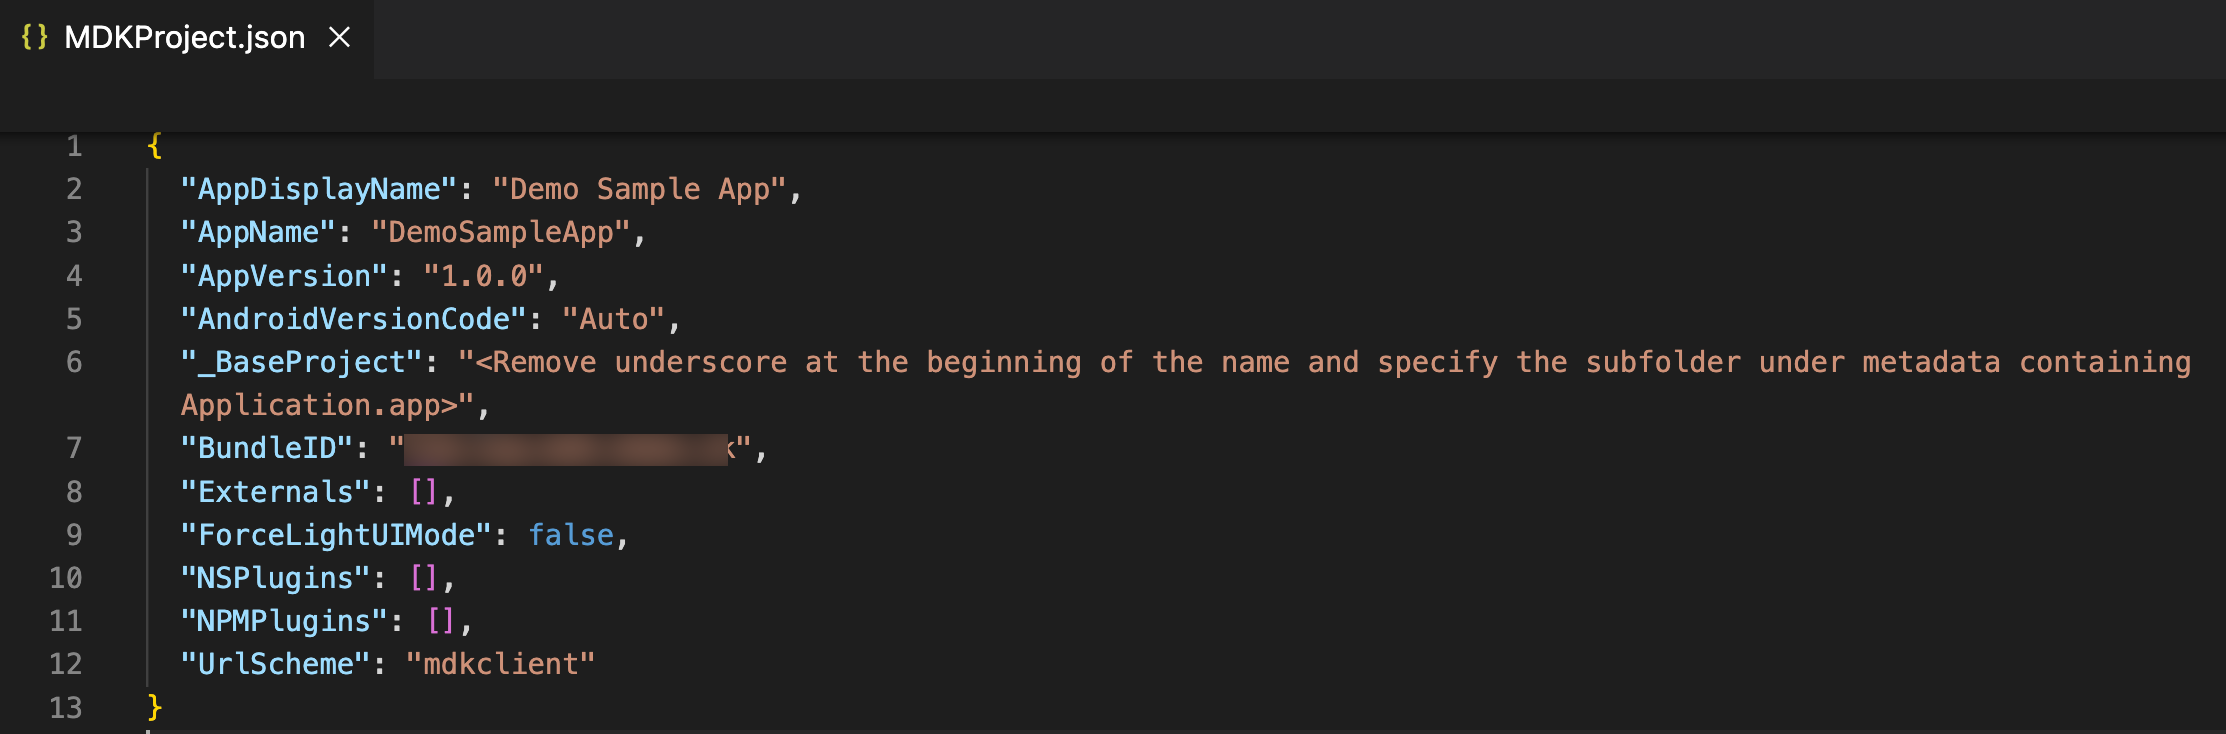 {} MDKProject.json ×
1 {
2 "AppDisplayName": "Demo Sample App",
3 "AppName": "DemoSampleApp",
4 "AppVersion": "1.0.0",
5 "AndroidVersionCode": "Auto",
6 "_BaseProject": "<Remove underscore at the beginning of the name and specify the subfolder under metadata containing
Application.app>",
7 "BundleID": "k",
8 "Externals": [],
9 "ForceLightUIMode": false,
10 "NSPlugins": [],
11 "NPMPlugins": [],
12 "UrlScheme": "mdkclient"
13 }